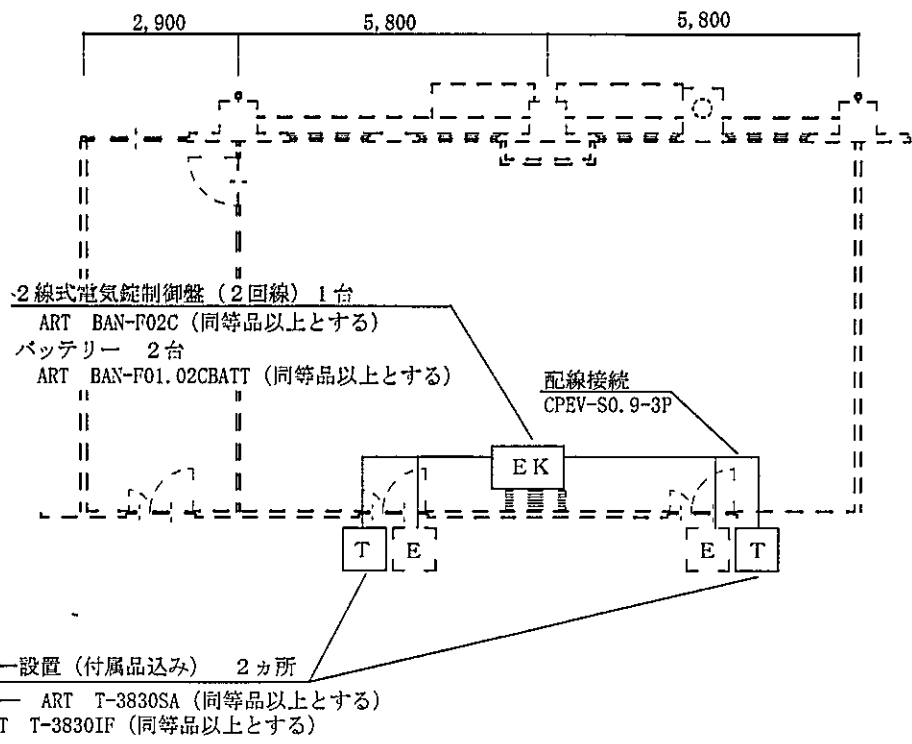 2,900 5,800 5,800
2線式電気錠制御盤（2回線） 1台
ART BAN-F02C（同等品以上とする）
バッテリー 2台
ART BAN-F01.02CBATT（同等品以上とする）
配線接続
CPEV-S0.9-3P
EK
T E E T
ー設置（付属品込み） 2ヵ所
ー ART T-3830SA（同等品以上とする）
T T-3830IF（同等品以上とする）